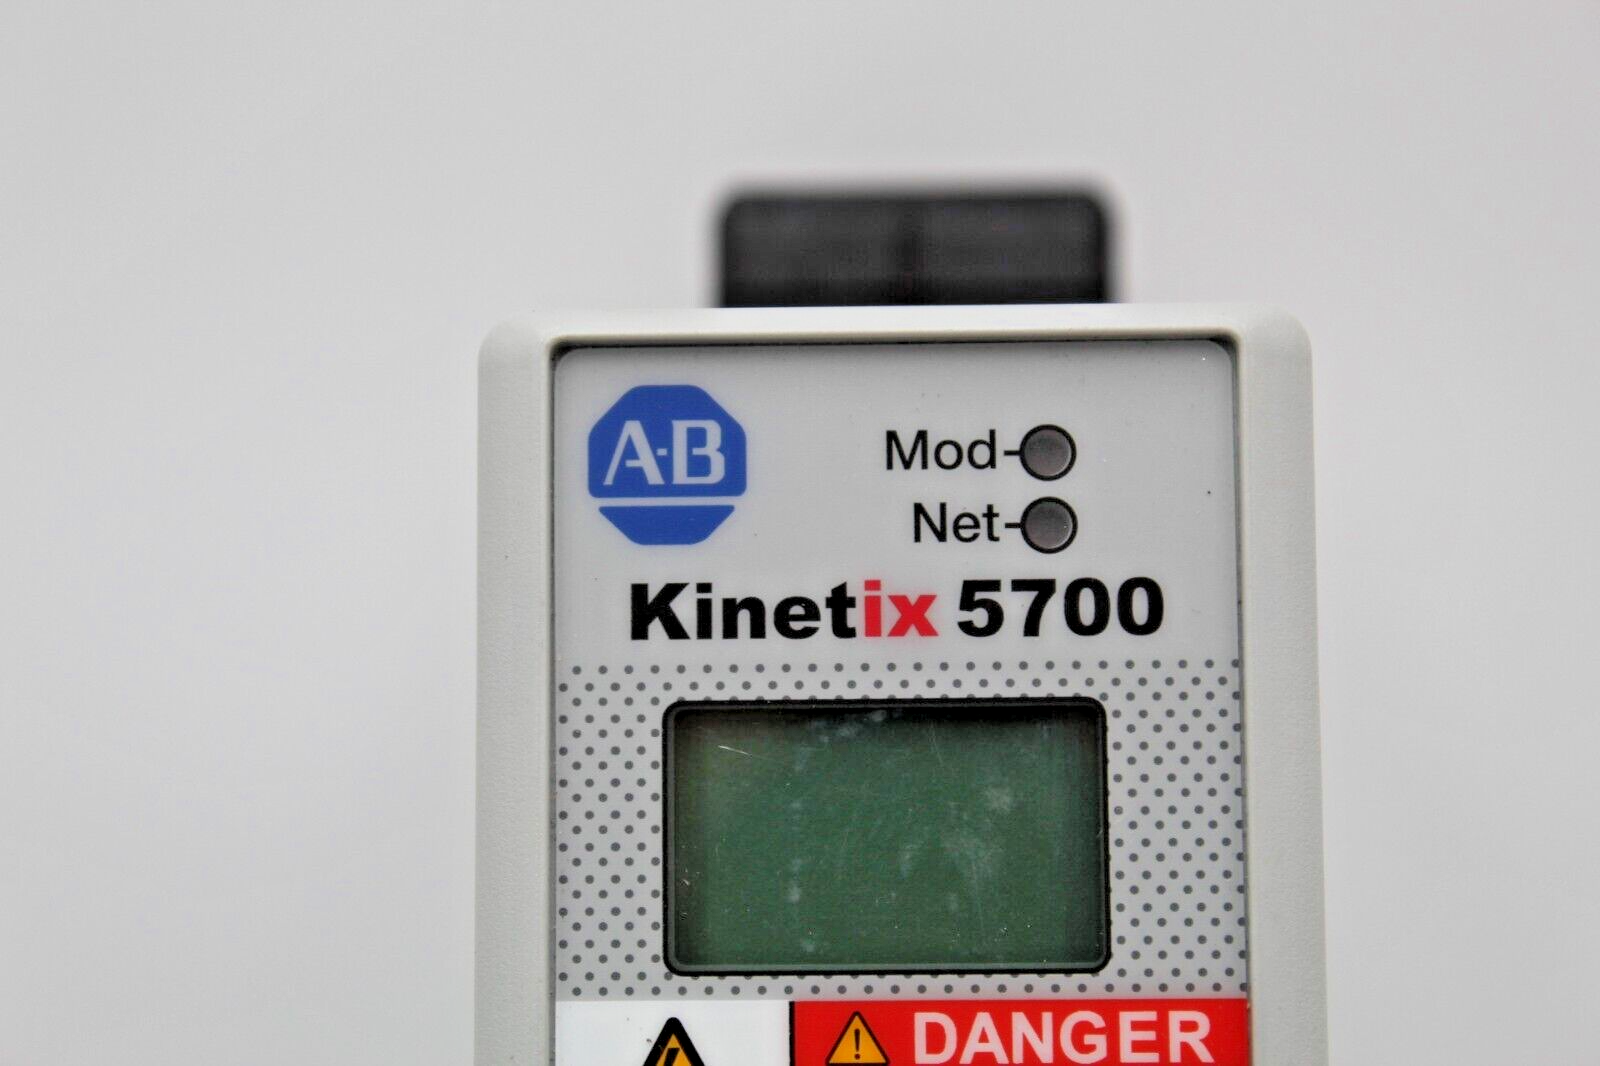 A-B
Mod
Net
Kinetix 5700
DANGER